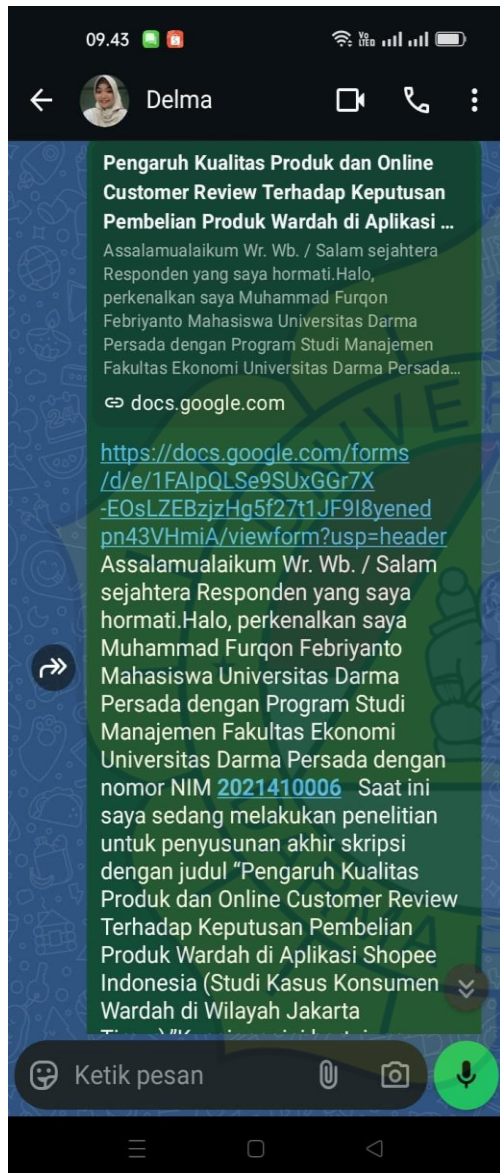 09.43
Delma
Pengaruh Kualitas Produk dan Online
Customer Review Terhadap Keputusan
Pembelian Produk Wardah di Aplikasi ...
Assalamualaikum Wr. Wb. / Salam sejahtera
Responden yang saya hormati.Halo,
perkenalkan saya Muhammad Furqon
Febriyanto Mahasiswa Universitas Darma
Persada dengan Program Studi Manajemen
Fakultas Ekonomi Universitas Darma Persada...
docs.google.com
https://docs.google.com/forms
/d/e/1FAIpQLSe9SUxGGr7X
-EOsLZEBzjzHg5f27t1JF9I8yened
pn43VHmiA/viewform?usp=header
Assalamualaikum Wr. Wb. / Salam
sejahtera Responden yang saya
hormati.Halo, perkenalkan saya
Muhammad Furqon Febriyanto
Mahasiswa Universitas Darma
Persada dengan Program Studi
Manajemen Fakultas Ekonomi
Universitas Darma Persada dengan
nomor NIM 2021410006   Saat ini
saya sedang melakukan penelitian
untuk penyusunan akhir skripsi
dengan judul “Pengaruh Kualitas
Produk dan Online Customer Review
Terhadap Keputusan Pembelian
Produk Wardah di Aplikasi Shopee
Indonesia (Studi Kasus Konsumen
Wardah di Wilayah Jakarta
Ketik pesan